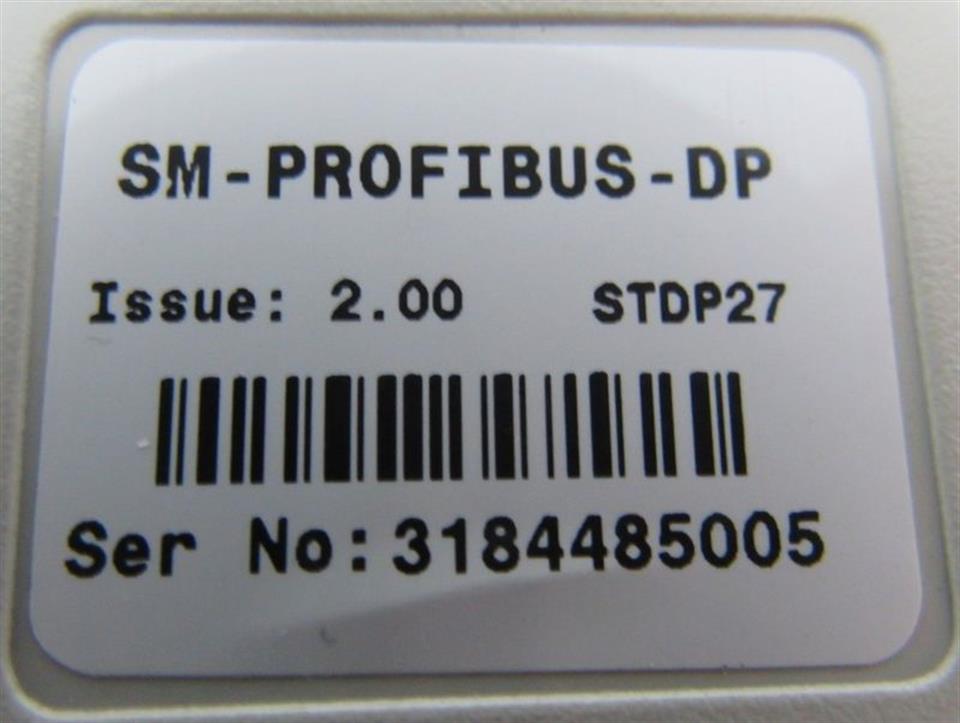 SM-PROFIBUS-DP
Issue: 2.00 STDP27
Ser No:3184485005